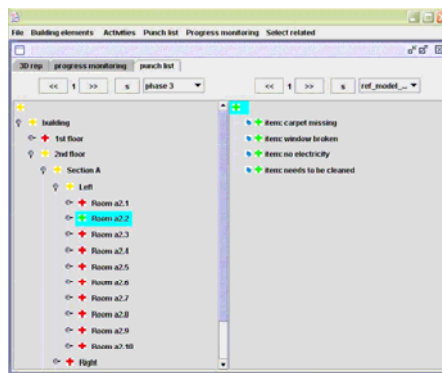 File Building elements Activities Punch list Progress monitoring Select related
3D rep progress monitoring punch list
<< 1 >> s phase 3 << 1 >> s ref_model_...
building
1st floor
2nd floor
Section A
Left
Room a2.1
Room a2.2
Room a2.3
Room a2.4
Room a2.5
Room a2.6
Room a2.7
Room a2.8
Room a2.9
Room a2.10
Right
item: carpet missing
item: window broken
item: no electricity
item: needs to be cleaned